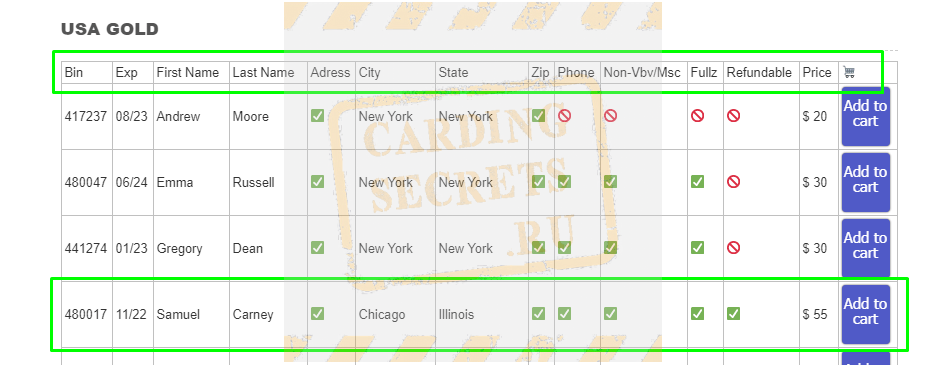 USA GOLD
Bin Exp First Name Last Name Adress City State Zip Phone Non-Vbv/Msc Fullz Refundable Price
417237 08/23 Andrew Moore New York New York $ 20 Add to cart
480047 06/24 Emma Russell New York New York $ 30 Add to cart
441274 01/23 Gregory Dean New York New York $ 30 Add to cart
480017 11/22 Samuel Carney Chicago Illinois $ 55 Add to cart
CARDING
SECRETS
.RU